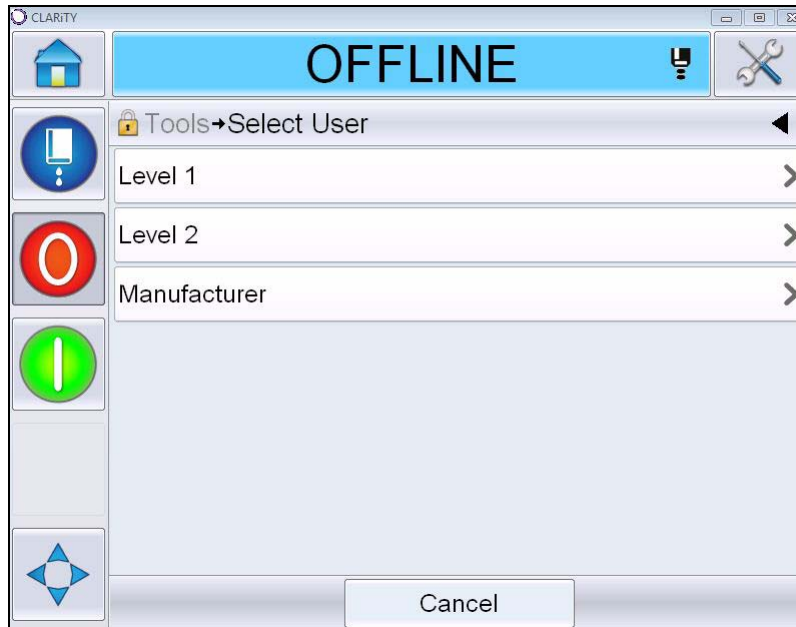 CLARiTY
OFFLINE
Tools→Select User
Level 1
Level 2
Manufacturer
Cancel